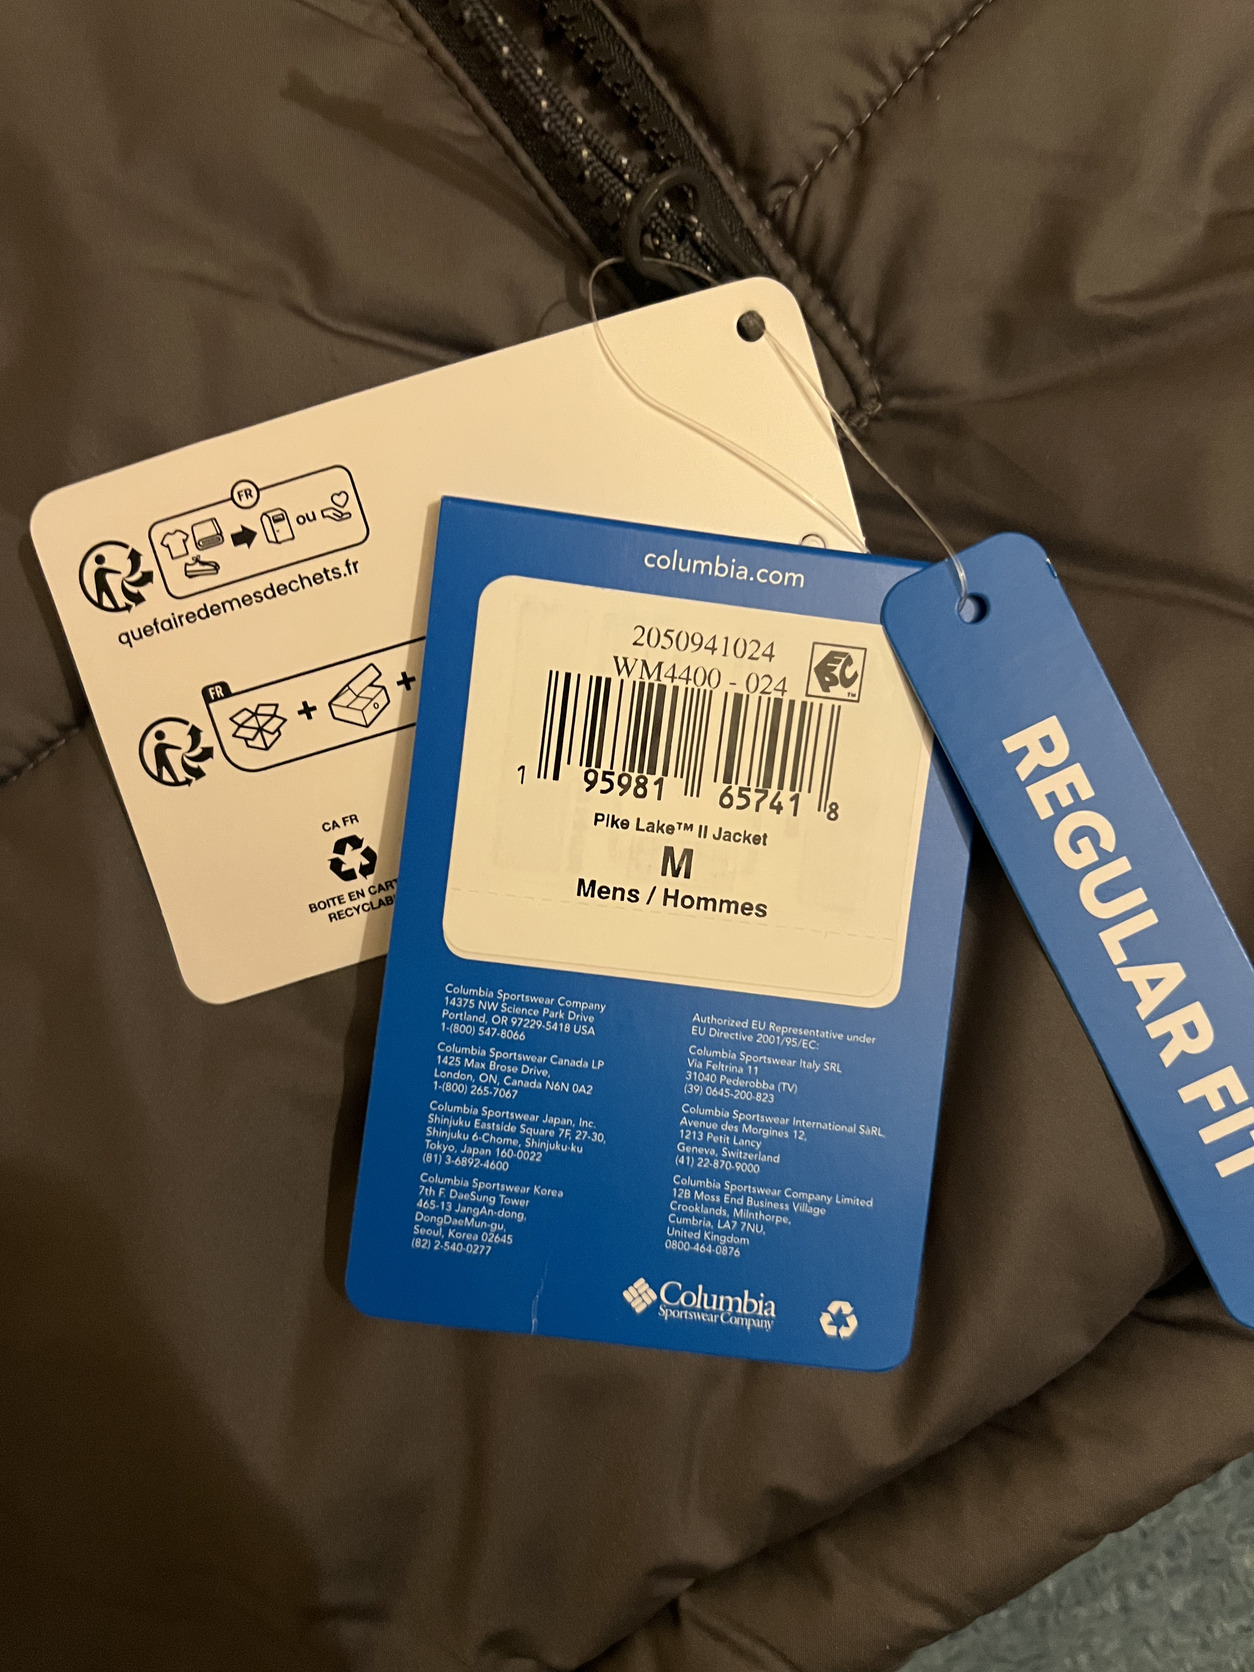 FR
ou
quefairedemesdechets.fr
FR
+
+
CA FR
BOITE EN CART
RECYCLAB
columbia.com
2050941024
WM4400 - 024
EPC™
1 95981 65741 8
Pike Lake™ II Jacket
M
Mens / Hommes
Columbia Sportswear Company
14375 NW Science Park Drive
Portland, OR 97229-5418 USA
1-(800) 547-8066
Columbia Sportswear Canada LP
1425 Max Brose Drive,
London, ON, Canada N6N 0A2
1-(800) 265-7067
Columbia Sportswear Japan, Inc.
Shinjuku Eastside Square 7F, 27-30,
Shinjuku 6-Chome, Shinjuku-ku
Tokyo, Japan 160-0022
(81) 3-6892-4600
Columbia Sportswear Korea
7th F. DaeSung Tower
465-13 JangAn-dong,
DongDaeMun-gu,
Seoul, Korea 02645
(82) 2-540-0277
Authorized EU Representative under
EU Directive 2001/95/EC:
Columbia Sportswear Italy SRL
Via Feltrina 11
31040 Pederobba (TV)
(39) 0645-200-823
Columbia Sportswear International SàRL
Avenue des Morgines 12,
1213 Petit Lancy
Geneva, Switzerland
(41) 22-870-9000
Columbia Sportswear Company Limited
12B Moss End Business Village
Crooklands, Milnthorpe,
Cumbria, LA7 7NU,
United Kingdom
0800-464-0876
Columbia
Sportswear Company
REGULAR FIT